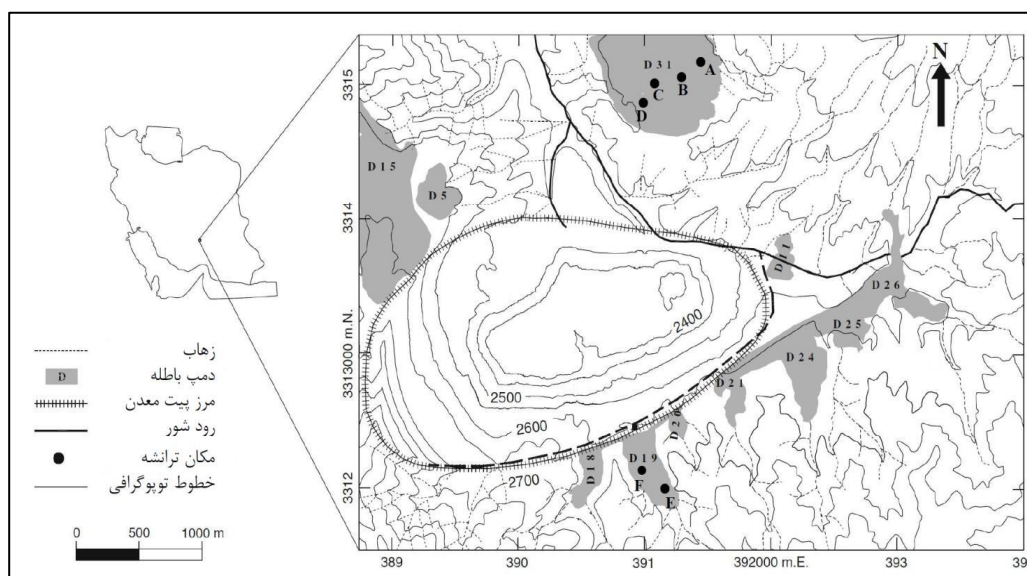 N
D31
A
B
C
D
3315
D15
D5
3314
D11
D26
2400
D25
3313000 m.N.
D24
2500
D21
2600
D20
2700
D18
D19
F
E
3312
389
390
391
392000 m.E.
393
39
زهاب
دمپ باطله
D
مرز پیت معدن
رود شور
مکان ترانشه
خطوط توپوگرافی
0 500 1000 m